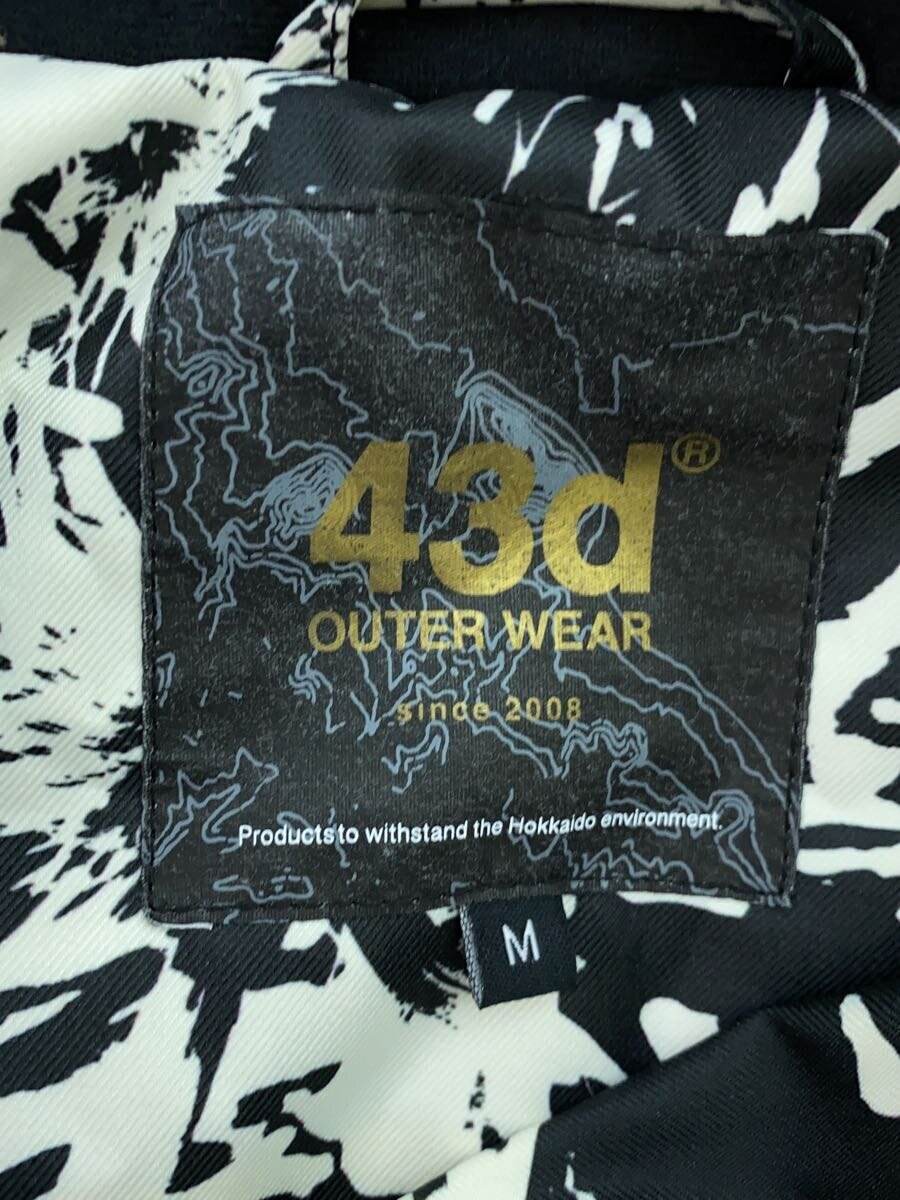 43d®
OUTER WEAR
since 2008
Products to withstand the Hokkaido environment.
M